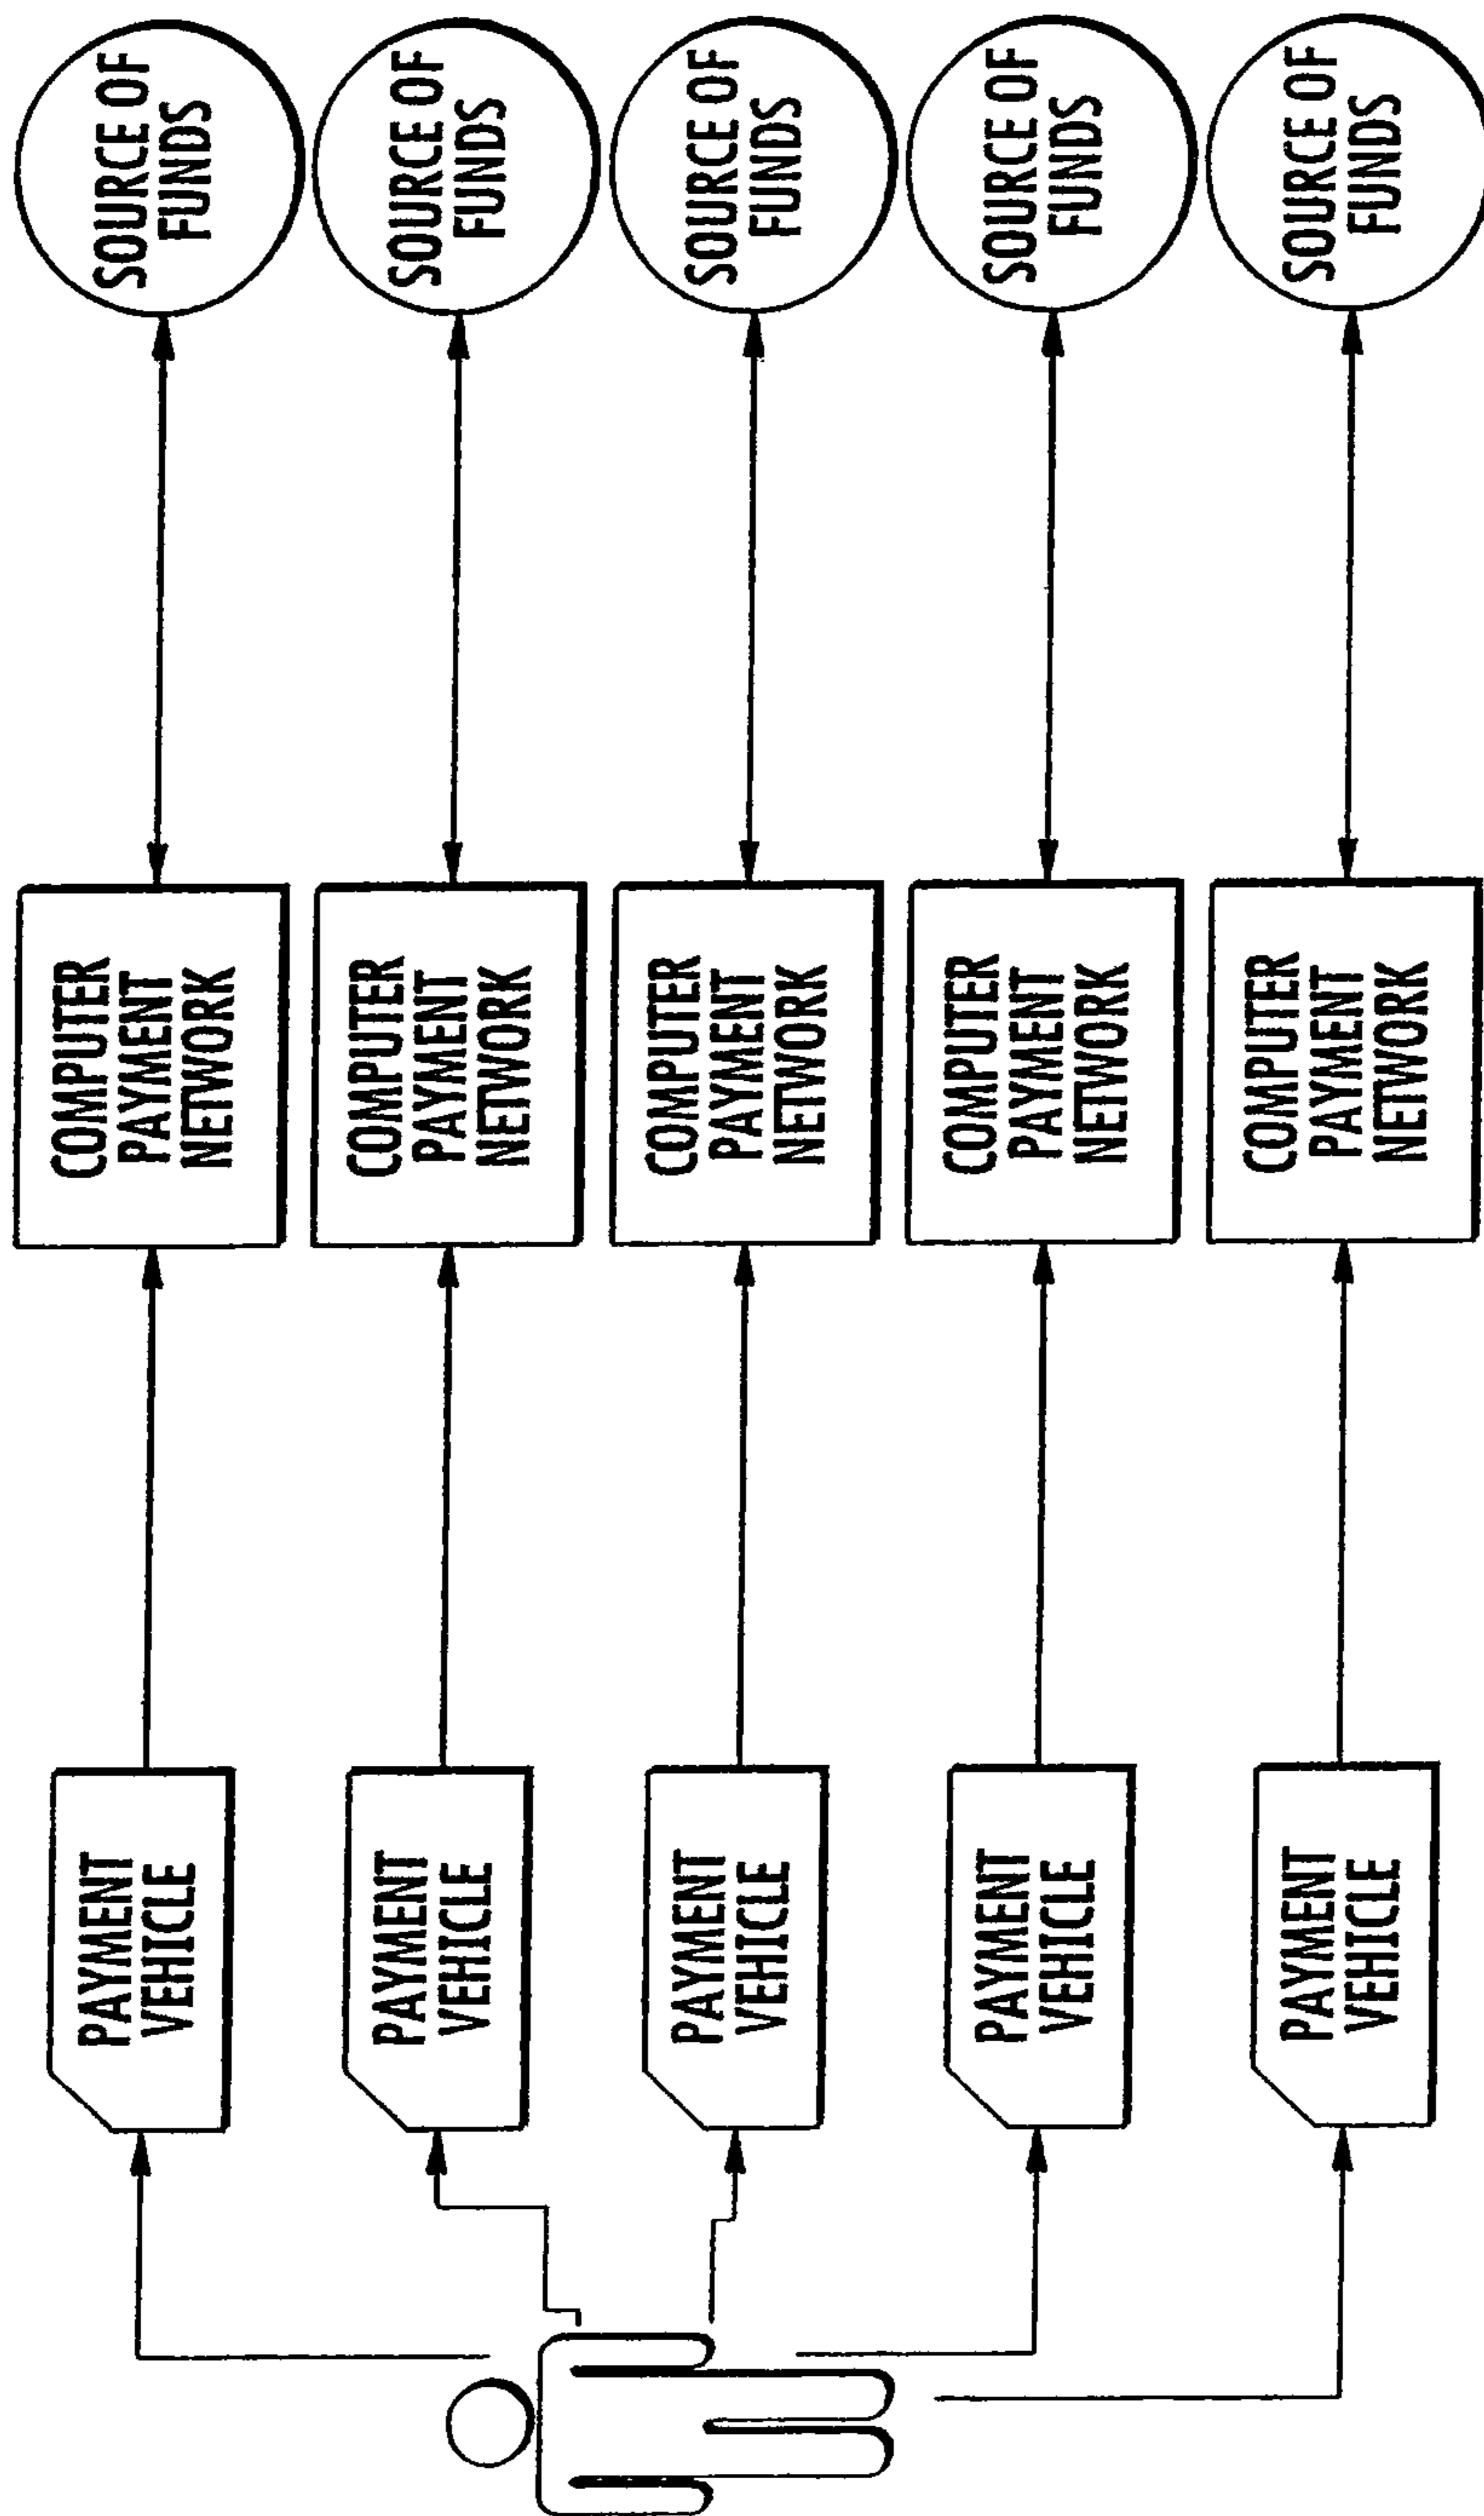 PAYMENT
VEHICLE
COMPUTER
PAYMENT
NETWORK
SOURCE OF
FUNDS
PAYMENT
VEHICLE
COMPUTER
PAYMENT
NETWORK
SOURCE OF
FUNDS
PAYMENT
VEHICLE
COMPUTER
PAYMENT
NETWORK
SOURCE OF
FUNDS
PAYMENT
VEHICLE
COMPUTER
PAYMENT
NETWORK
SOURCE OF
FUNDS
PAYMENT
VEHICLE
COMPUTER
PAYMENT
NETWORK
SOURCE OF
FUNDS